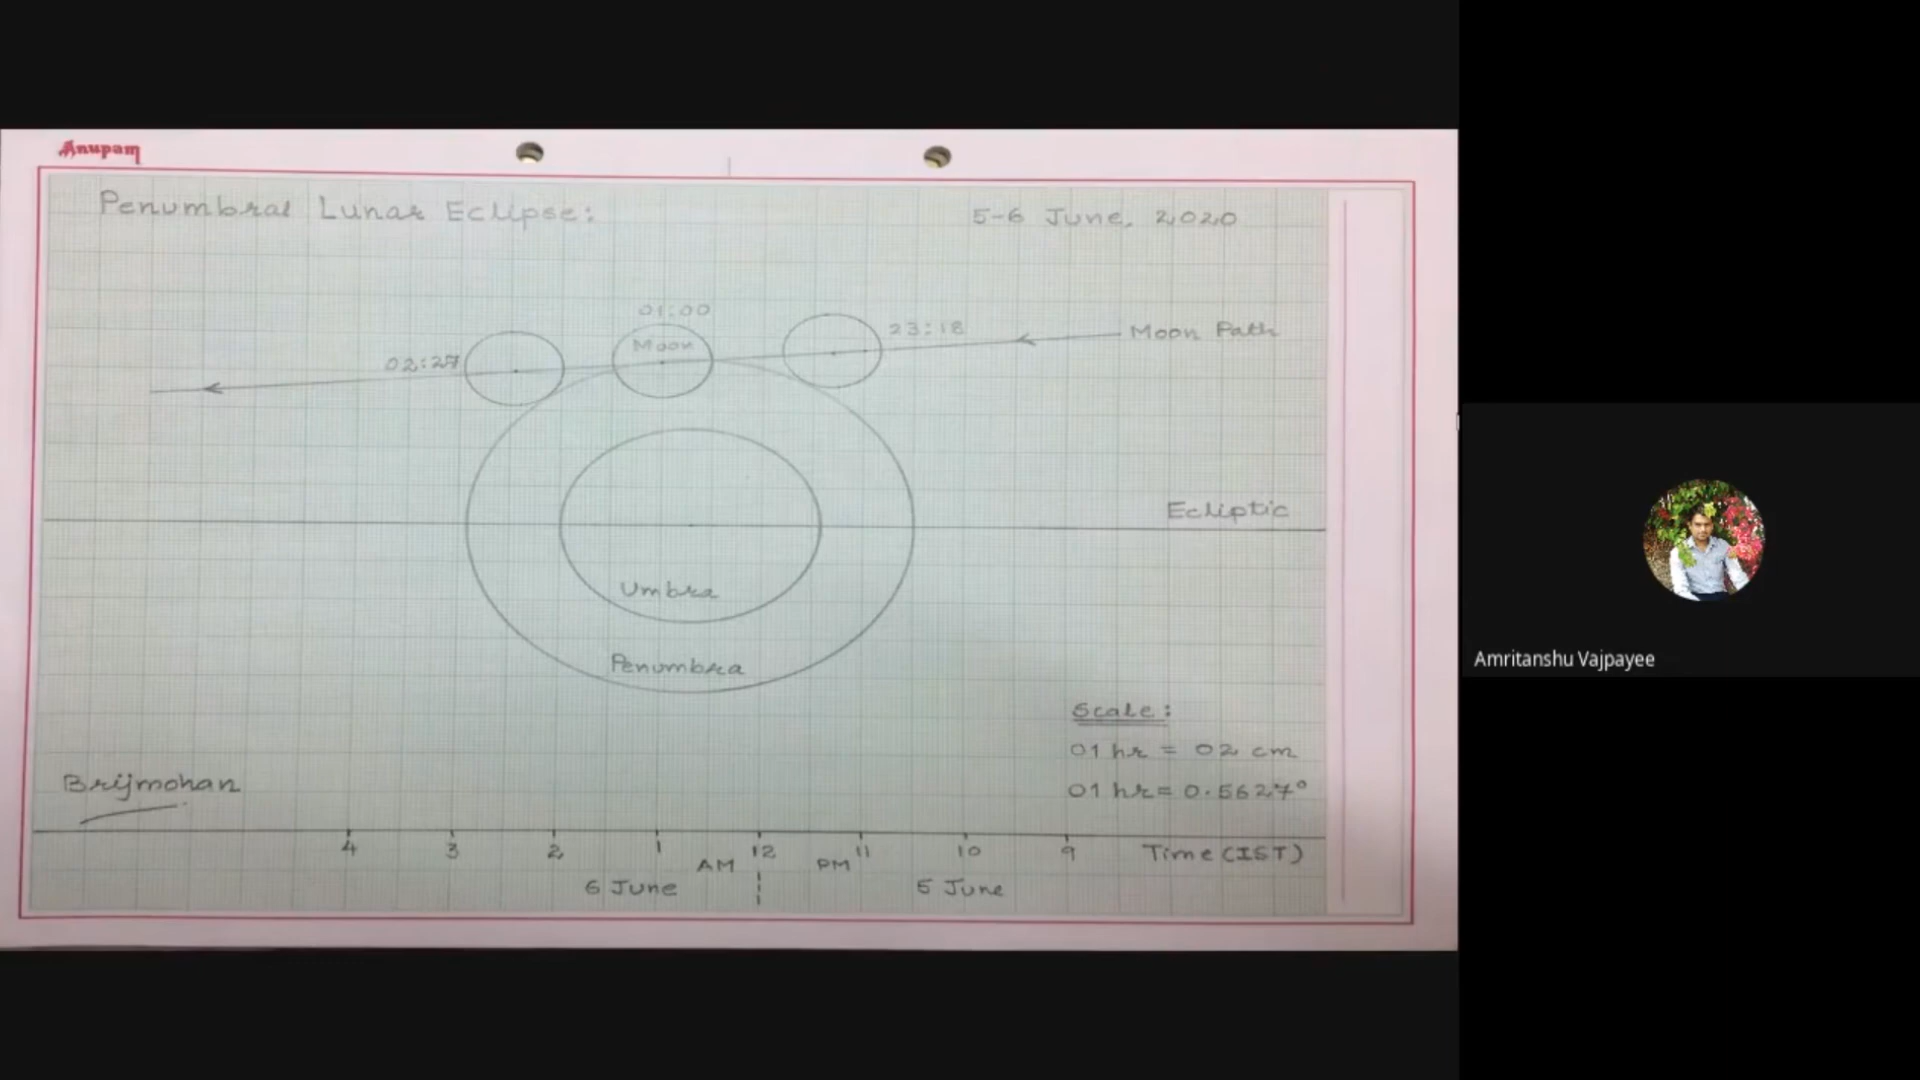 Anupam
Penumbral Lunar Eclipse:
5-6 June, 2020
01:00
Moon
23:18
Moon Path
02:27
Ecliptic
Umbra
Penumbra
Scale:
01 hr = 02 cm
01 hr = 0.5627°
Brijmohan
4 3 2 1 12 11 10 9 Time (IST)
AM PM
6 June 5 June
Amritanshu Vajpayee